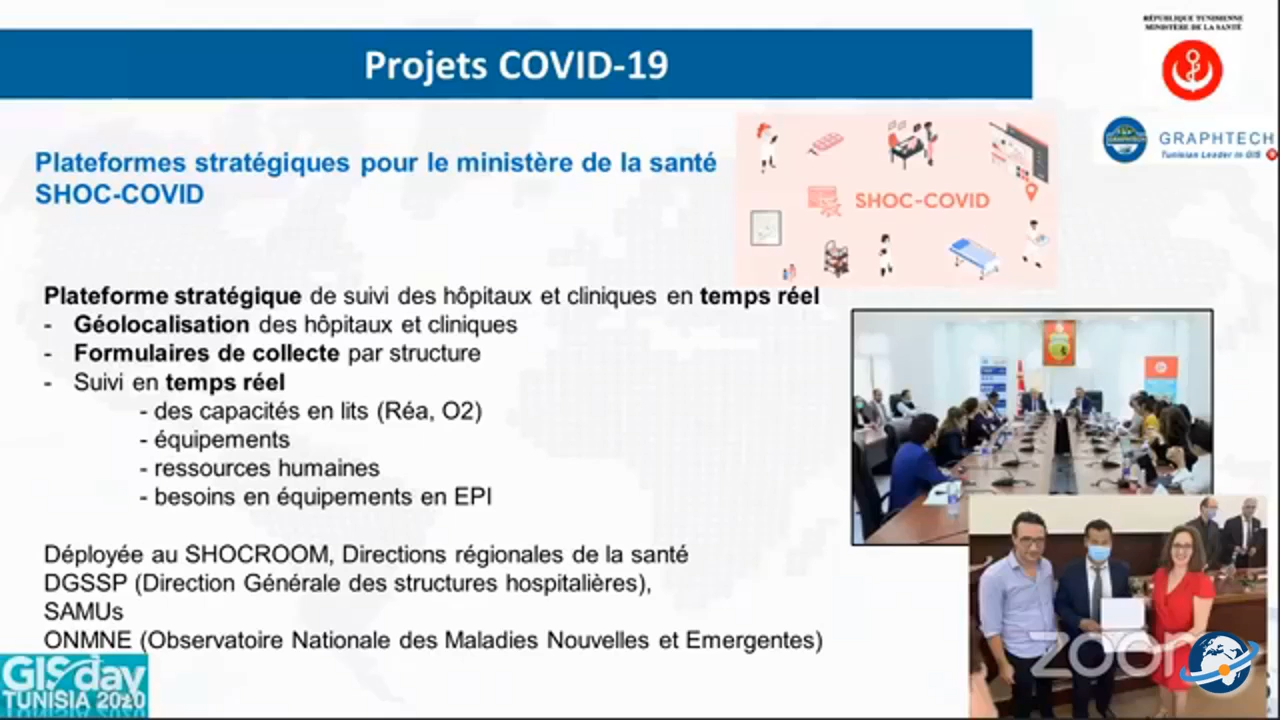 Projets COVID-19
RÉPUBLIQUE TUNISIENNE
MINISTÈRE DE LA SANTÉ
GRAPHTECH
Tunisian Leader in GIS
Plateformes stratégiques pour le ministère de la santé
SHOC-COVID
SHOC-COVID
Plateforme stratégique de suivi des hôpitaux et cliniques en temps réel
- Géolocalisation des hôpitaux et cliniques
- Formulaires de collecte par structure
- Suivi en temps réel
- des capacités en lits (Réa, O2)
- équipements
- ressources humaines
- besoins en équipements en EPI
Déployée au SHOCROOM, Directions régionales de la santé
DGSSP (Direction Générale des structures hospitalières),
SAMUs
ONMNE (Observatoire Nationale des Maladies Nouvelles et Emergentes)
GISday
TUNISIA 2020
zoom